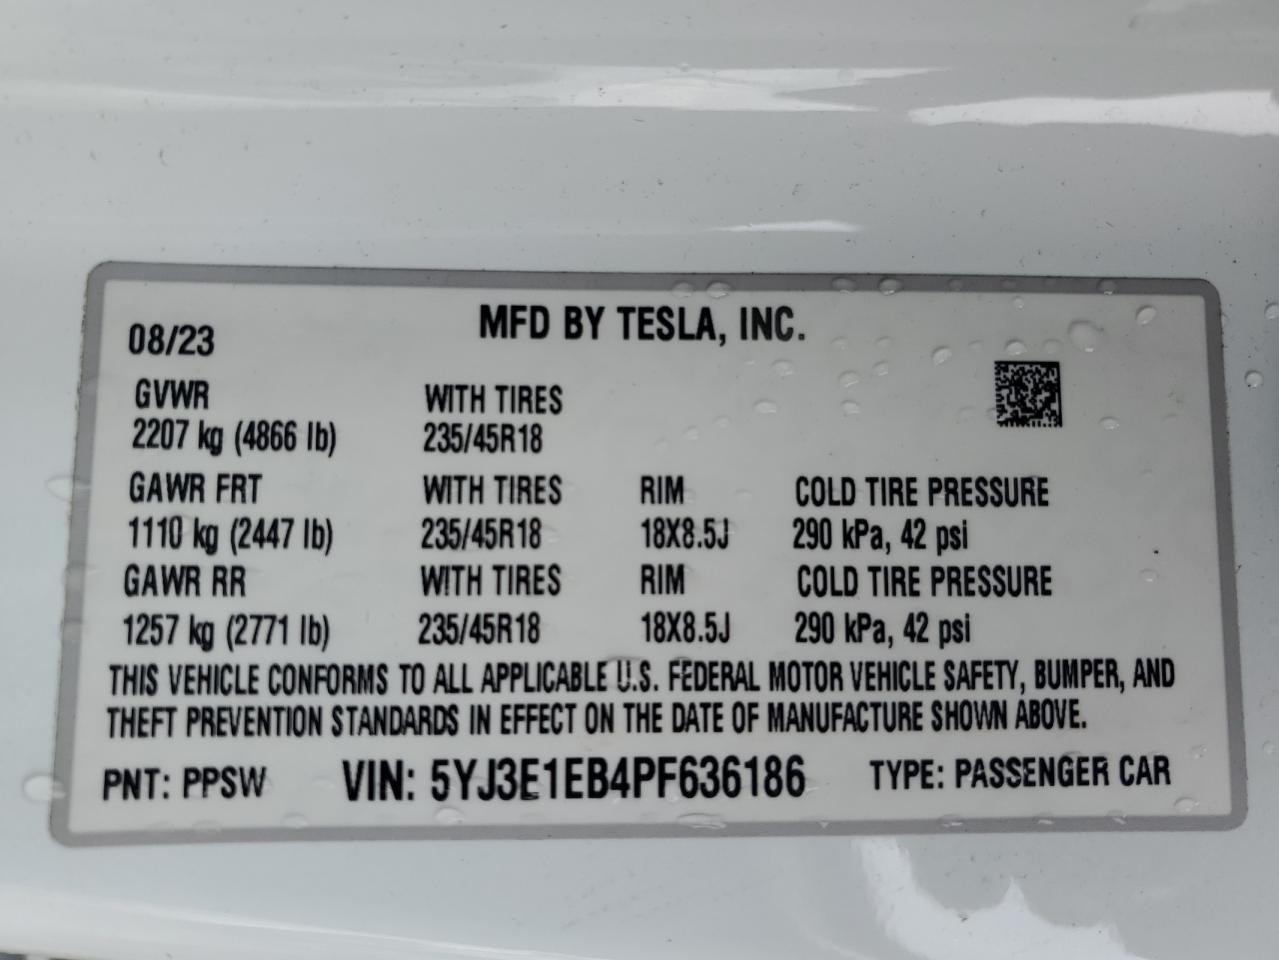 MFD BY TESLA, INC.
08/23
GVWR WITH TIRES
2207 kg (4866 lb) 235/45R18
GAWR FRT WITH TIRES RIM COLD TIRE PRESSURE
1110 kg (2447 lb) 235/45R18 18X8.5J 290 kPa, 42 psi
GAWR RR WITH TIRES RIM COLD TIRE PRESSURE
1257 kg (2771 lb) 235/45R18 18X8.5J 290 kPa, 42 psi
THIS VEHICLE CONFORMS TO ALL APPLICABLE U.S. FEDERAL MOTOR VEHICLE SAFETY, BUMPER, AND
THEFT PREVENTION STANDARDS IN EFFECT ON THE DATE OF MANUFACTURE SHOWN ABOVE.
PNT: PPSW VIN: 5YJ3E1EB4PF636186 TYPE: PASSENGER CAR